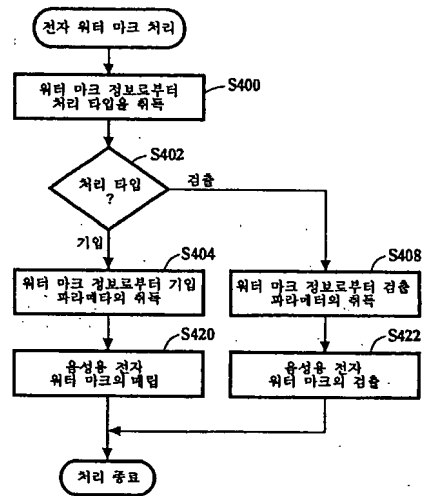 전자 워터 마크 처리
워터 마크 정보로부터
처리 타입을 취득
S400
S402
처리 타입
?
검출
기입
S404
워터 마크 정보로부터 기입
파라메타의 취득
S408
워터 마크 정보로부터 검출
파라메터의 취득
S420
음성용 전자
워터 마크의 매립
S422
음성용 전자
워터 마크의 검출
처리 종료